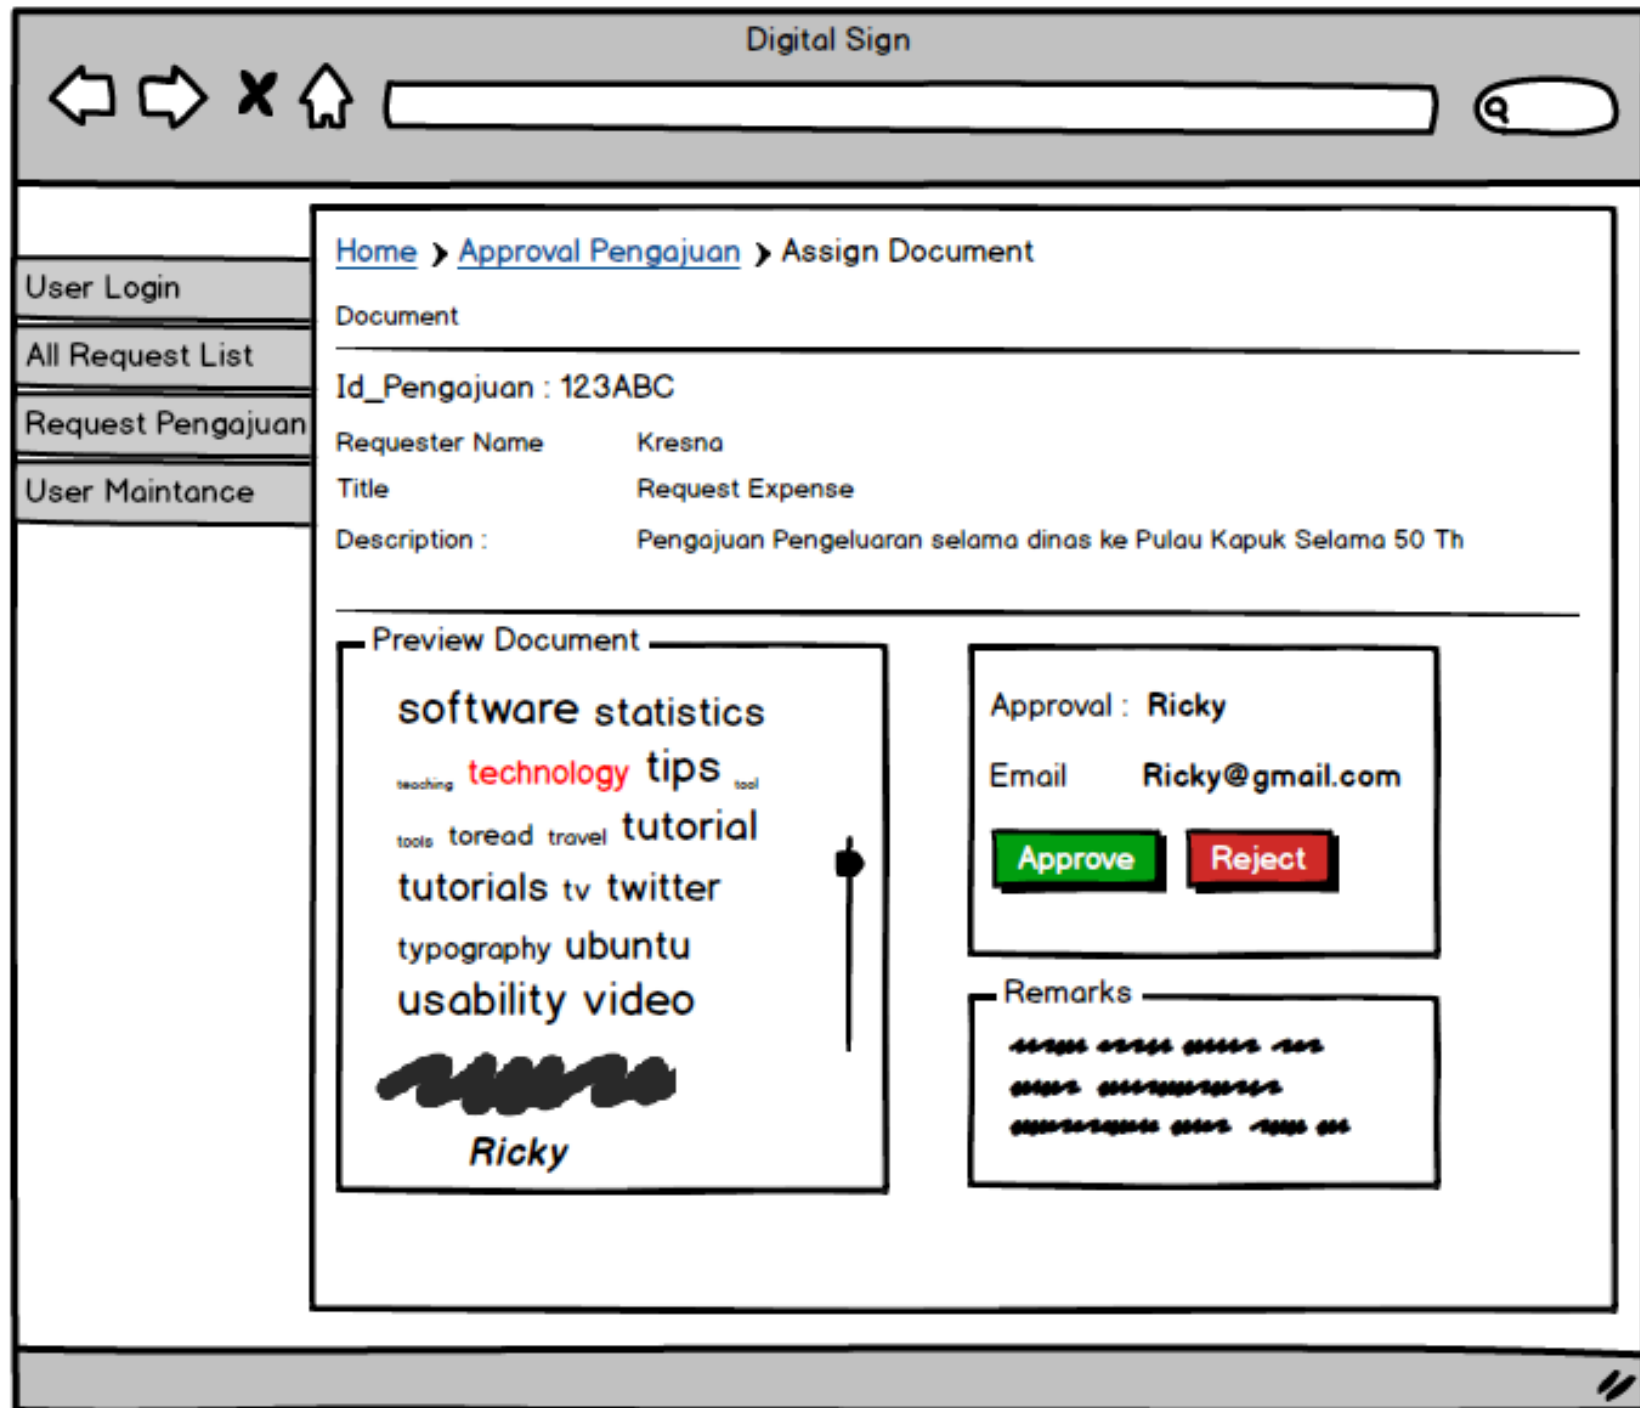 Digital Sign
User Login
All Request List
Request Pengajuan
User Maintance
Home > Approval Pengajuan > Assign Document
Document
Id_Pengajuan : 123ABC
Requester Name Kresna
Title Request Expense
Description : Pengajuan Pengeluaran selama dinas ke Pulau Kapuk Selama 50 Th
Preview Document
software statistics
teaching technology tips tool
tools toread travel tutorial
tutorials tv twitter
typography ubuntu
usability video
Ricky
Approval : Ricky
Email Ricky@gmail.com
Approve Reject
Remarks